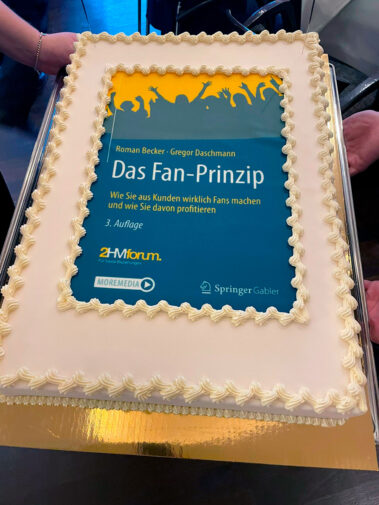 Roman Becker · Gregor Daschmann
Das Fan-Prinzip
Wie Sie aus Kunden wirklich Fans machen
und wie Sie davon profitieren
3. Auflage
2HMforum.
MOREMEDIA
Springer Gabler